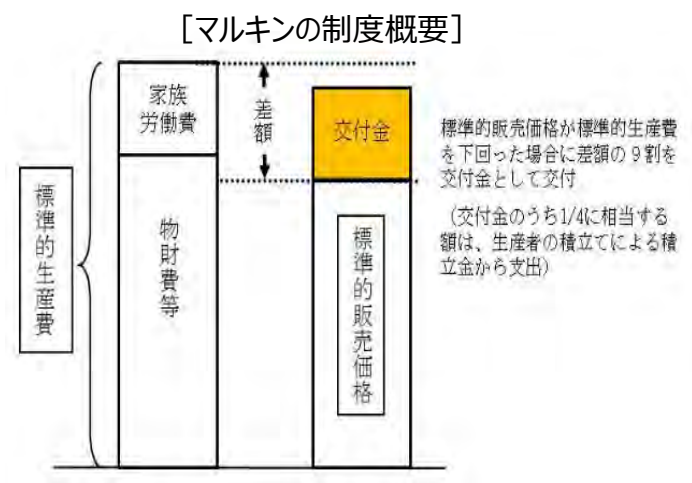 ［マルキンの制度概要］
家族
労働費
差額
交付金
標準的販売価格が標準的生産費
を下回った場合に差額の９割を
交付金として交付
（交付金のうち1/4に相当する
額は、生産者の積立てによる積
立金から支出）
標準的生産費
物財費等
標準的販売価格